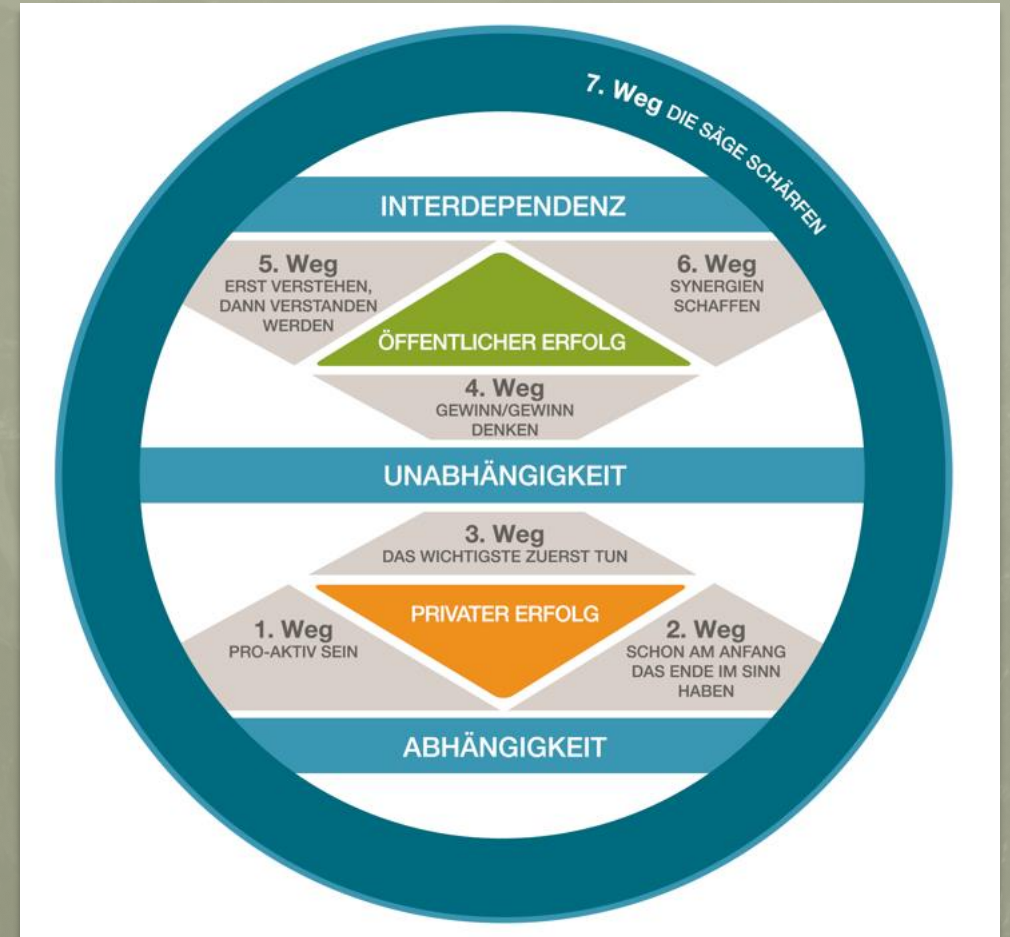 7. Weg DIE SÄGE SCHÄRFEN
INTERDEPENDENZ
5. Weg
ERST VERSTEHEN,
DANN VERSTANDEN
WERDEN
6. Weg
SYNERGIEN
SCHAFFEN
ÖFFENTLICHER ERFOLG
4. Weg
GEWINN/GEWINN
DENKEN
UNABHÄNGIGKEIT
3. Weg
DAS WICHTIGSTE ZUERST TUN
PRIVATER ERFOLG
1. Weg
PRO-AKTIV SEIN
2. Weg
SCHON AM ANFANG
DAS ENDE IM SINN
HABEN
ABHÄNGIGKEIT